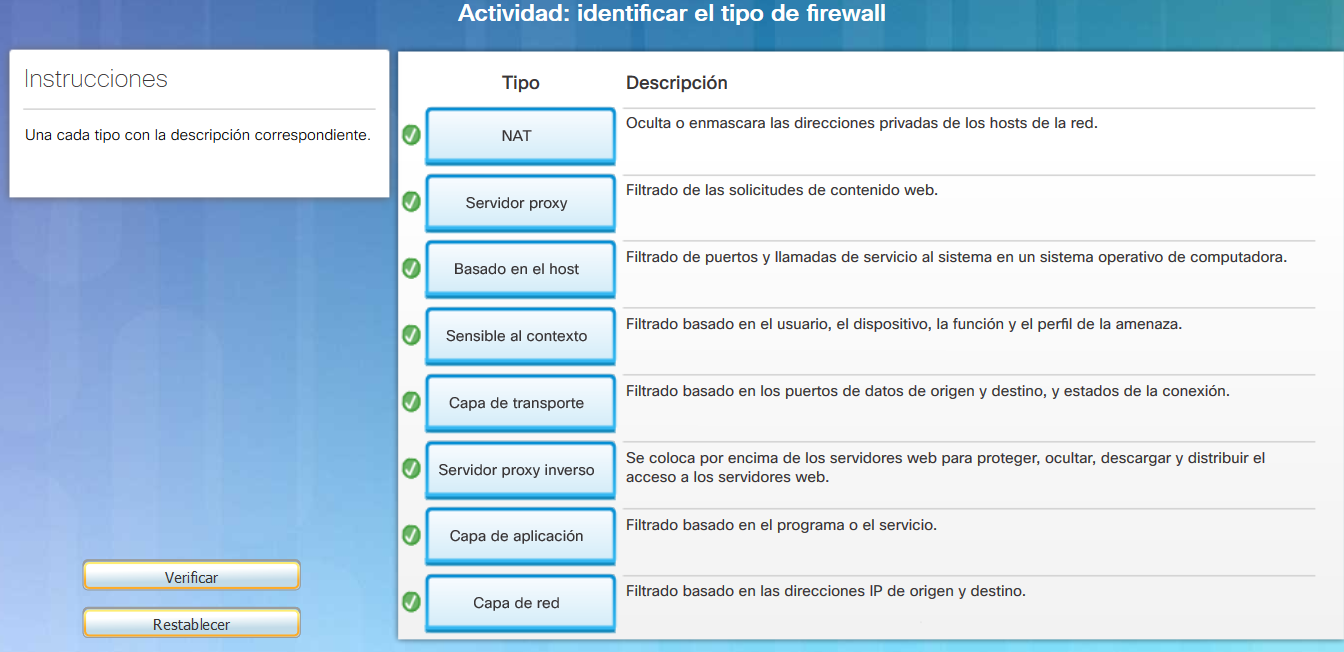 Actividad: identificar el tipo de firewall
Instrucciones
Una cada tipo con la descripción correspondiente.
Tipo Descripción
NAT Oculta o enmascara las direcciones privadas de los hosts de la red.
Servidor proxy Filtrado de las solicitudes de contenido web.
Basado en el host Filtrado de puertos y llamadas de servicio al sistema en un sistema operativo de computadora.
Sensible al contexto Filtrado basado en el usuario, el dispositivo, la función y el perfil de la amenaza.
Capa de transporte Filtrado basado en los puertos de datos de origen y destino, y estados de la conexión.
Servidor proxy inverso Se coloca por encima de los servidores web para proteger, ocultar, descargar y distribuir el
acceso a los servidores web.
Capa de aplicación Filtrado basado en el programa o el servicio.
Capa de red Filtrado basado en las direcciones IP de origen y destino.
Verificar
Restablecer